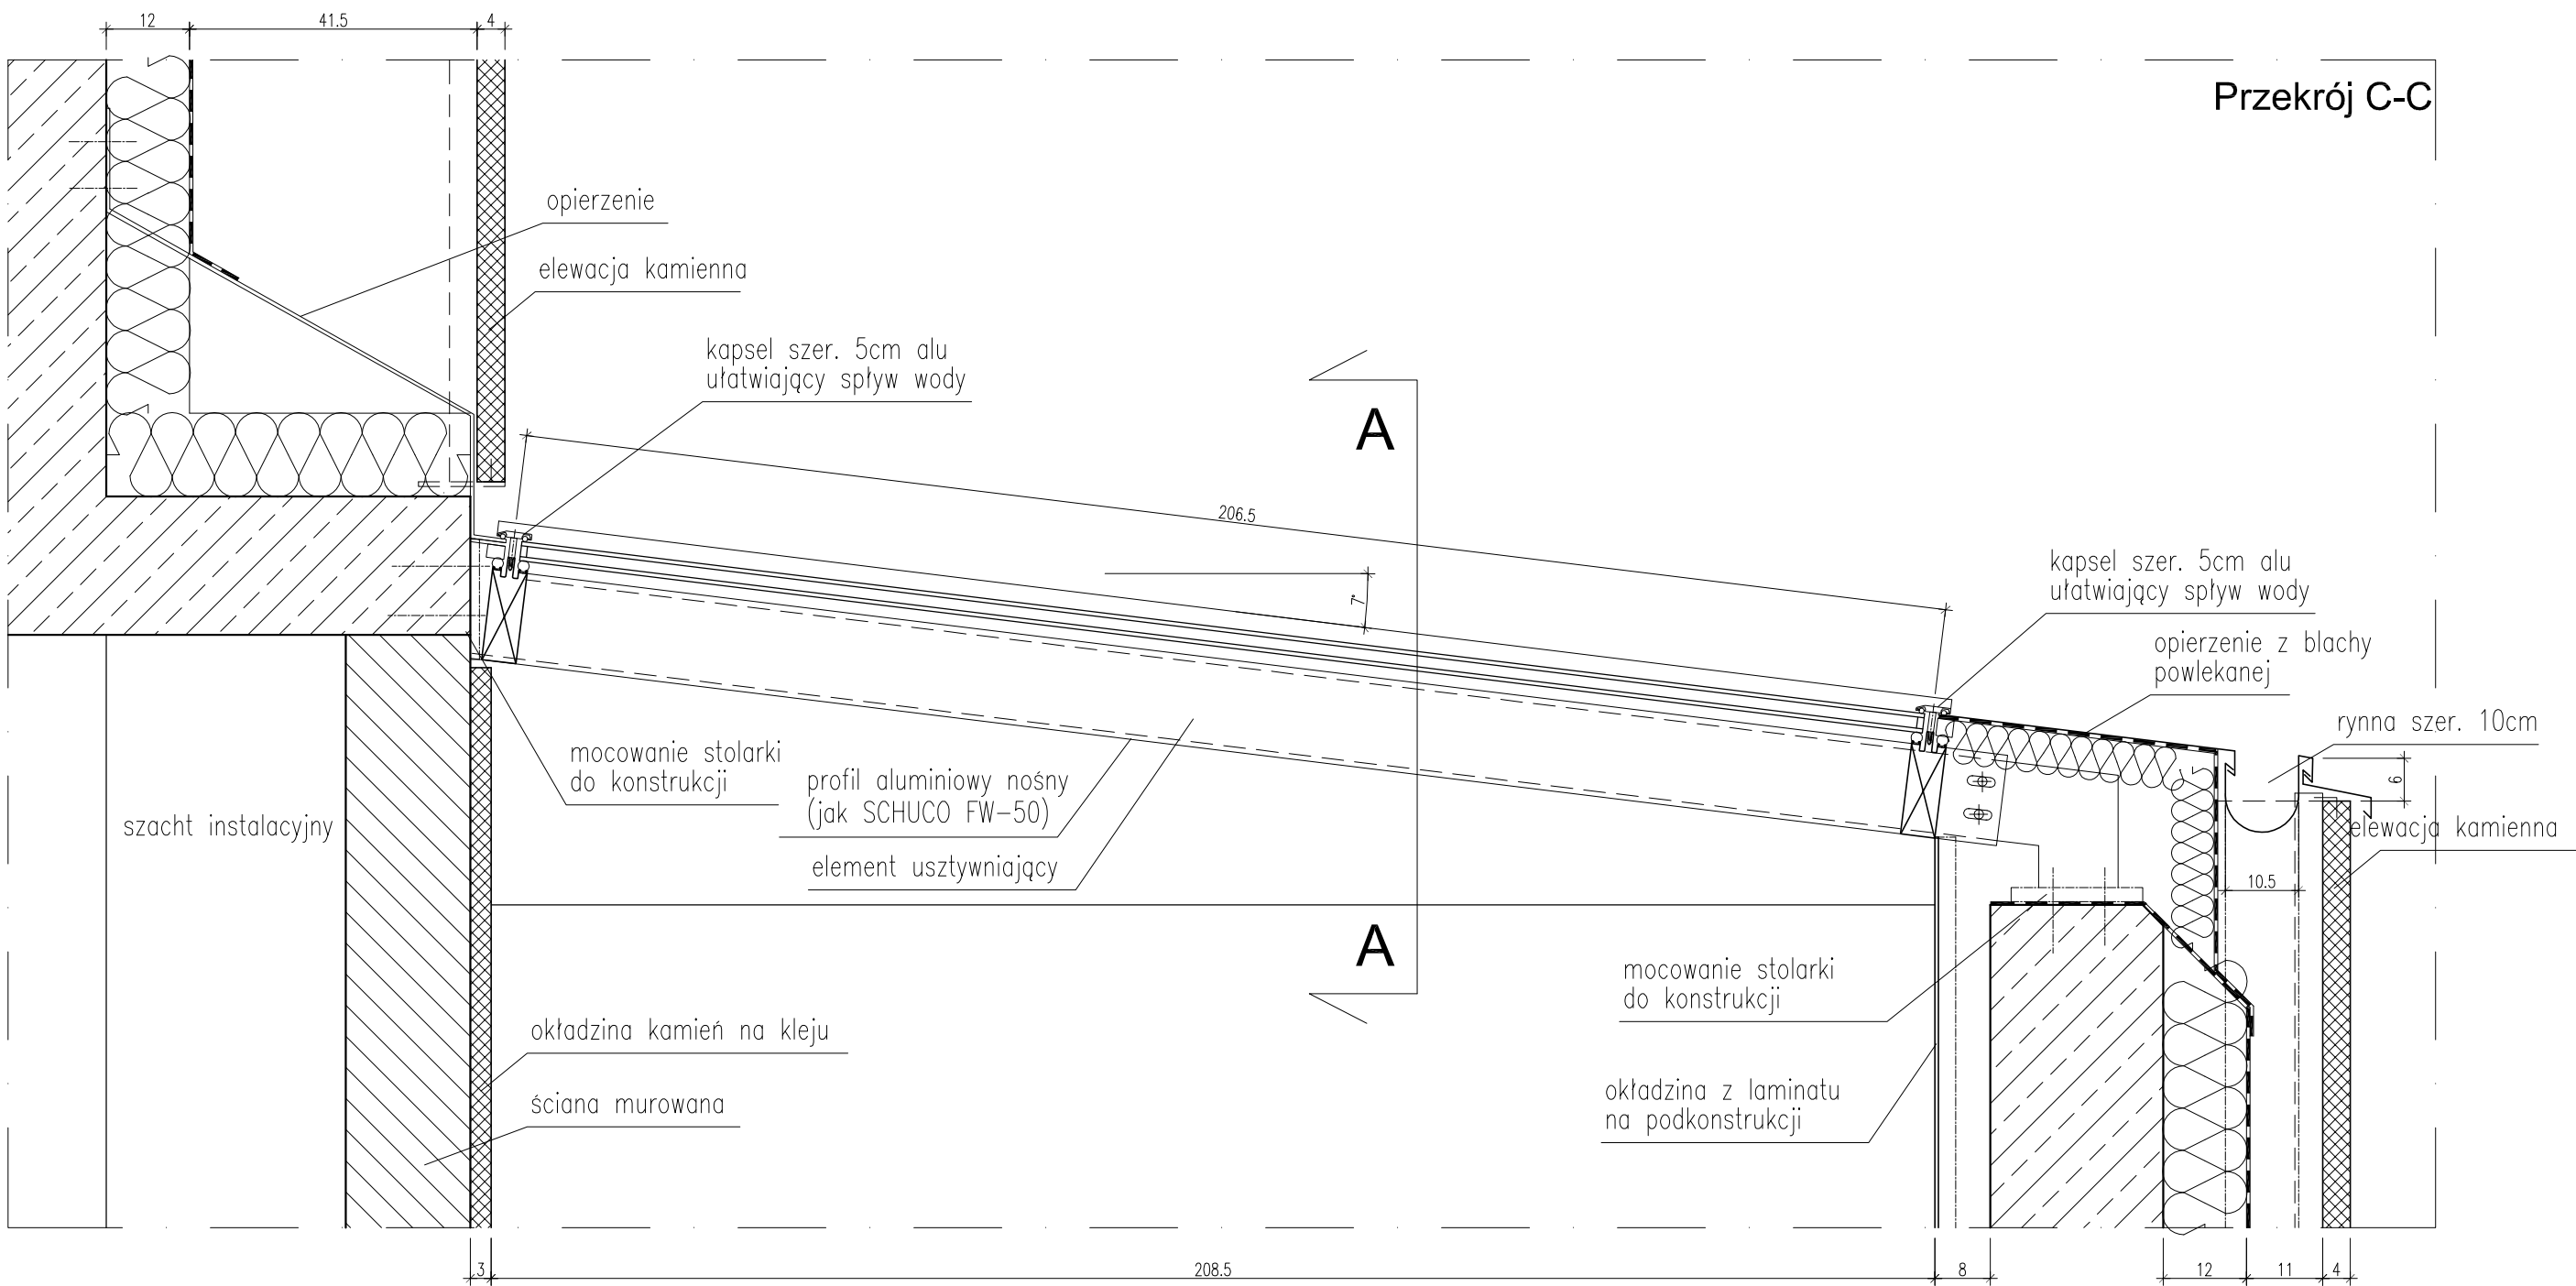 12
41.5
4
Przekrój C-C
opierzenie
elewacja kamienna
kapsel szer. 5cm alu
ułatwiający spływ wody
A
206.5
7°
kapsel szer. 5cm alu
ułatwiający spływ wody
opierzenie z blachy
powlekanej
rynna szer. 10cm
6
mocowanie stolarki
do konstrukcji
profil aluminiowy nośny
(jak SCHUCO FW-50)
szacht instalacyjny
elewacja kamienna
element usztywniający
10.5
A
mocowanie stolarki
do konstrukcji
okładzina kamień na kleju
okładzina z laminatu
na podkonstrukcji
ściana murowana
3
208.5
8
12
11
4